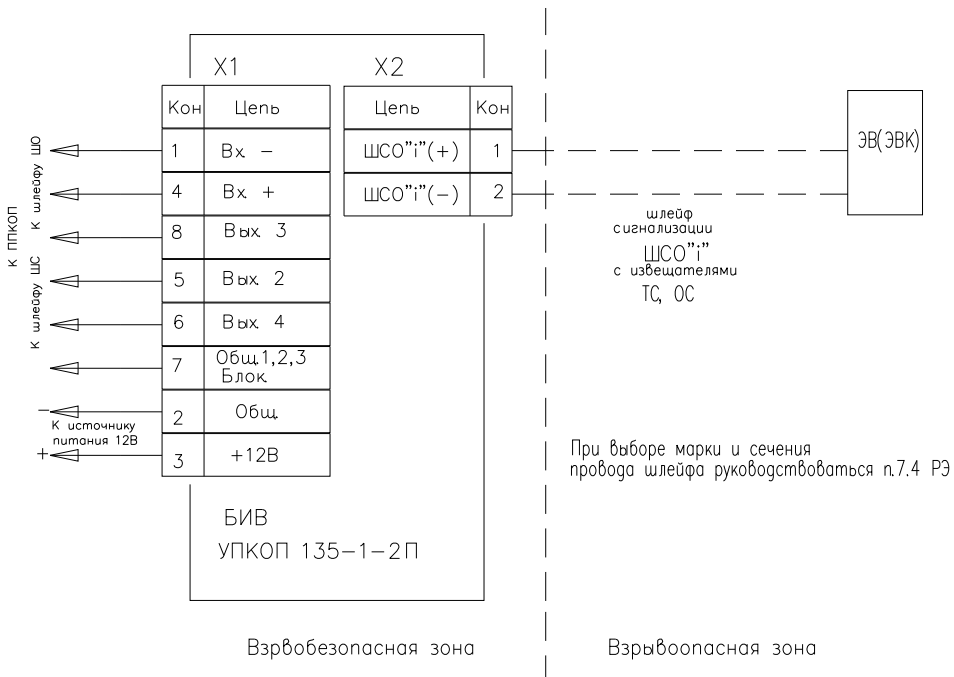 X1
X2
Кон Цепь
Цепь Кон
1 Вх. -
4 Вх. +
8 Вых. 3
5 Вых. 2
6 Вых. 4
7 Общ.1,2,3
Блок.
2 Общ.
3 +12В
ШСО"i"(+) 1
ШСО"i"(-) 2
К ППКОП
К шлейфу ШО
К шлейфу ШС
-
К источнику
питания 12В
+
ЭВ(ЭВК)
шлейф
сигнализации
ШСО"i"
с извещателями
ТС, ОС
При выборе марки и сечения
провода шлейфа руководствоваться п.7.4 РЭ
БИВ
УПКОП 135-1-2П
Взрвобезопасная зона
Взрывоопасная зона